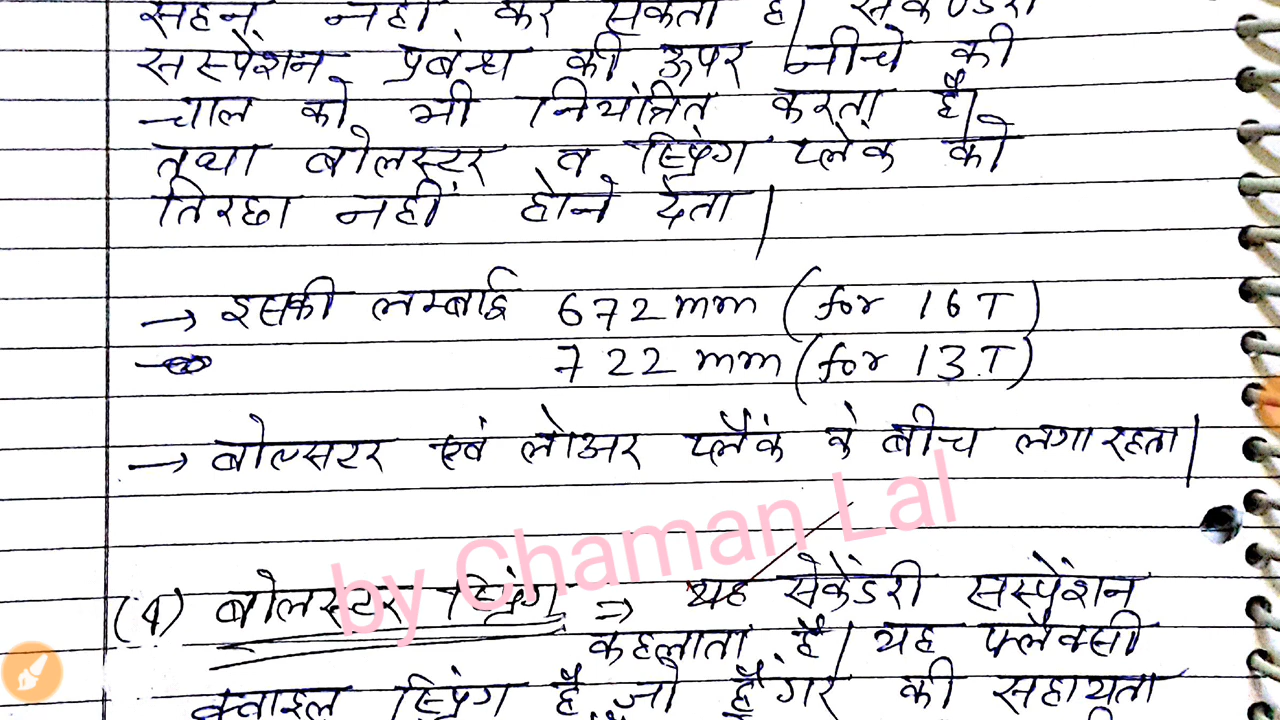 सहन नहीं कर सकता है। सेकेण्डरी
सस्पेंशन प्रबंन्ध की ऊपर नीचे की
चाल को भी नियंत्रित करता है।
तथा बोलस्टर व स्प्रिंग प्लेंक को
तिरछा नहीं होने देता।
→ इसकी लम्बाई 672 mm (for 16 T)
722 mm (for 13.T)
→ बोल्सटर एवं लोअर प्लैंक के बीच लगा रहता।
by Chaman Lal
(4) बोलस्टर स्प्रिंग ⇒ यह सेकेंडरी सस्पेंशन
कहलाता है। यह फ्लैक्सी
क्वाइल स्प्रिंग है जो हैंगर की सहायता